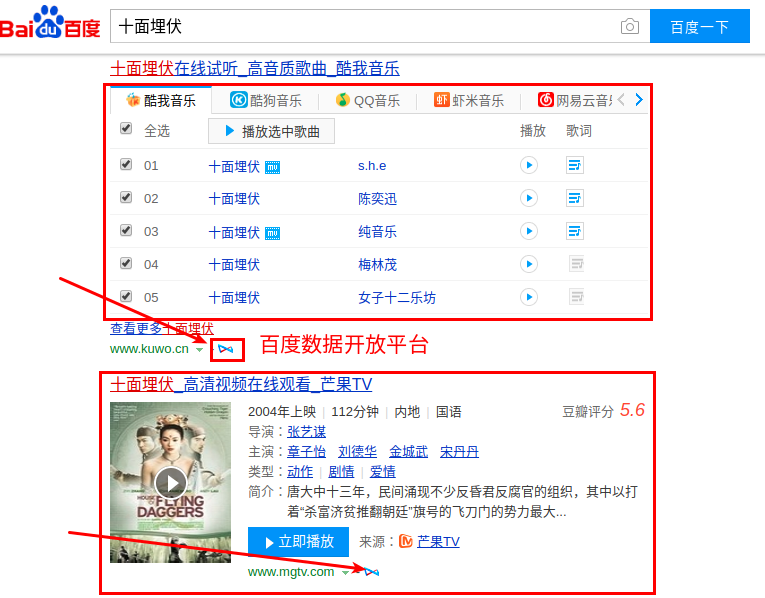 Bai du 百度 十面埋伏 百度一下
十面埋伏在线试听_高音质歌曲_酷我音乐
酷我音乐 酷狗音乐 QQ音乐 虾米音乐 网易云音
全选 播放选中歌曲 播放 歌词
01 十面埋伏 s.h.e
02 十面埋伏 陈奕迅
03 十面埋伏 纯音乐
04 十面埋伏 梅林茂
05 十面埋伏 女子十二乐坊
查看更多十面埋伏
www.kuwo.cn 百度数据开放平台
十面埋伏_高清视频在线观看_芒果TV
2004年上映 | 112分钟 | 内地 | 国语 豆瓣评分 5.6
导演：张艺谋
主演：章子怡 刘德华 金城武 宋丹丹
类型：动作 | 剧情 | 爱情
简介：唐大中十三年，民间涌现不少反昏君反腐官的组织，其中以打
着“杀富济贫推翻朝廷”旗号的飞刀门的势力最大...
HOUSE OF
FLYING
DAGGERS
立即播放 来源： 芒果TV
www.mgtv.com